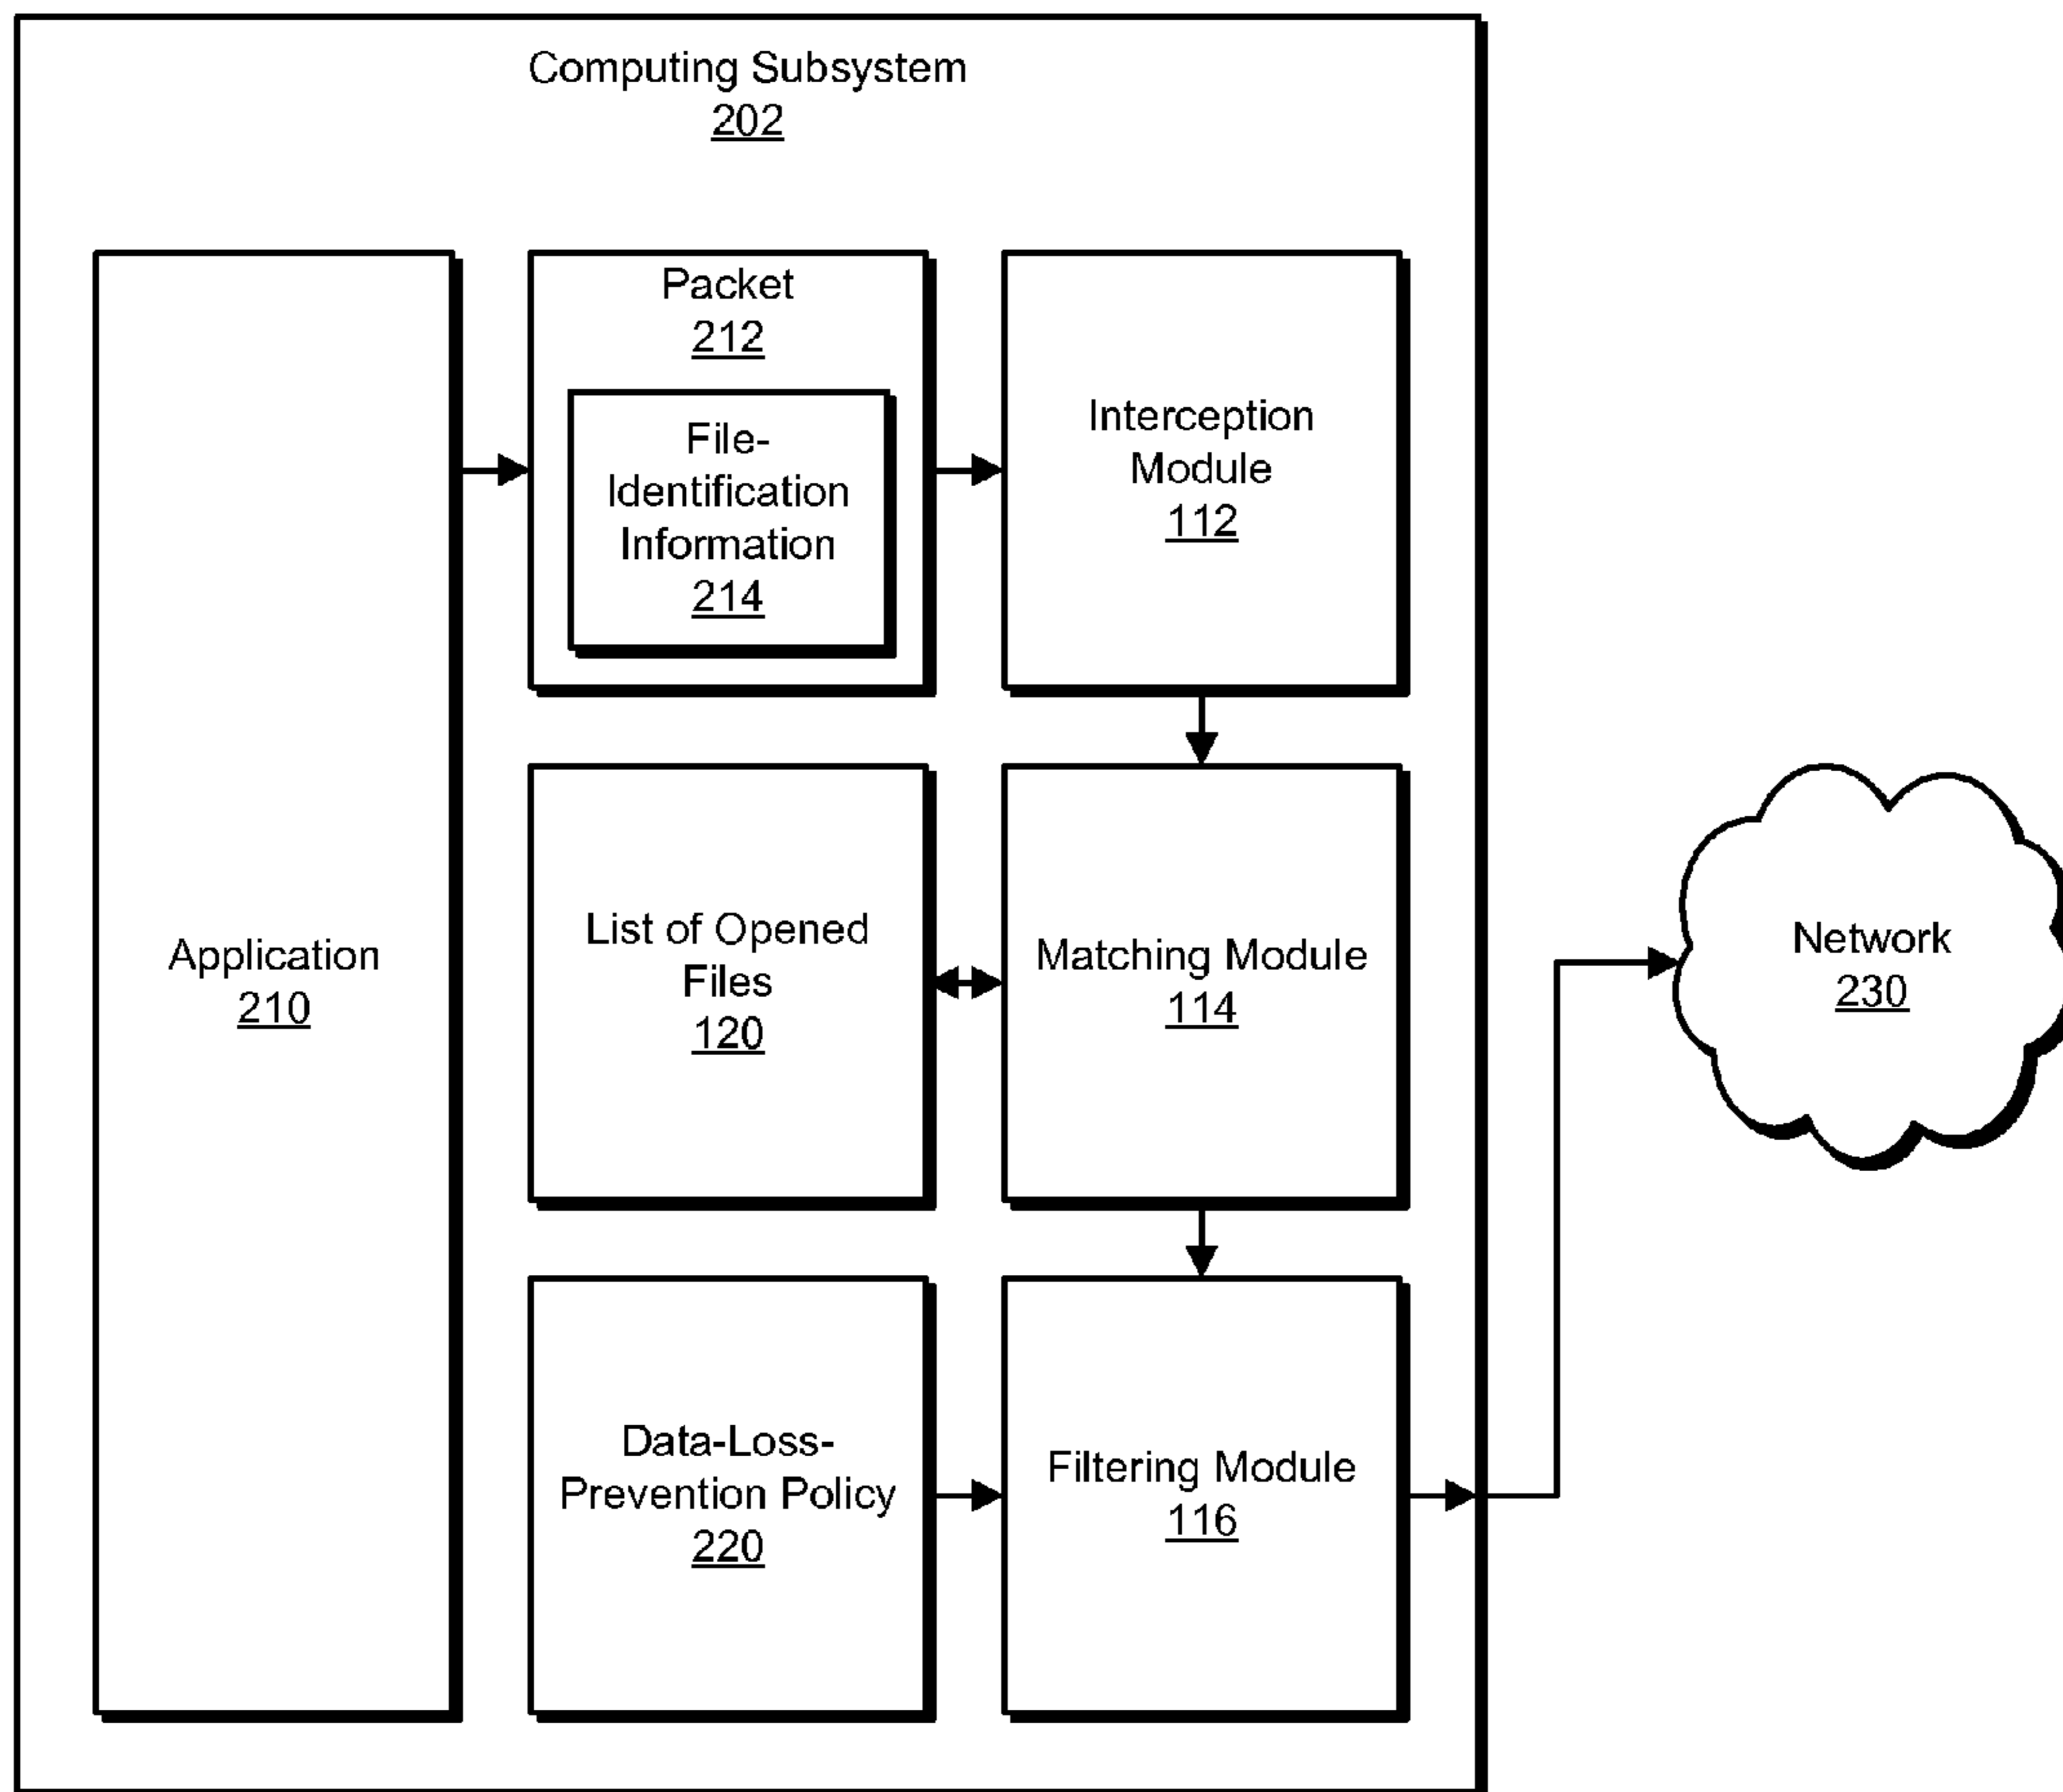 Computing Subsystem
202
Packet
212
File-
Identification
Information
214
Interception
Module
112
Application
210
List of Opened
Files
120
Matching Module
114
Network
230
Data-Loss-
Prevention Policy
220
Filtering Module
116